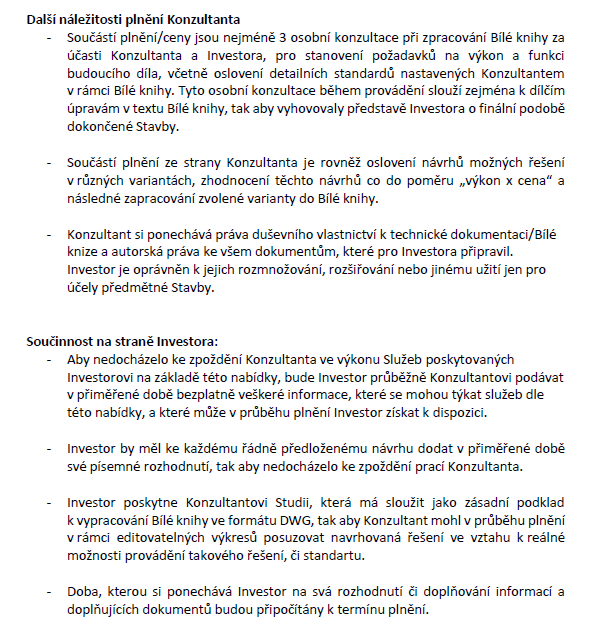 Další náležitosti plnění Konzultanta
- Součástí plnění/ceny jsou nejméně 3 osobní konzultace při zpracování Bílé knihy za
účasti Konzultanta a Investora, pro stanovení požadavků na výkon a funkci
budoucího díla, včetně oslovení detailních standardů nastavených Konzultantem
v rámci Bílé knihy. Tyto osobní konzultace během provádění slouží zejména k dílčím
úpravám v textu Bílé knihy, tak aby vyhovovaly představě Investora o finální podobě
dokončené Stavby.
- Součástí plnění ze strany Konzultanta je rovněž oslovení návrhů možných řešení
v různých variantách, zhodnocení těchto návrhů co do poměru „výkon x cena“ a
následné zapracování zvolené varianty do Bílé knihy.
- Konzultant si ponechává práva duševního vlastnictví k technické dokumentaci/Bílé
knize a autorská práva ke všem dokumentům, které pro Investora připravil.
Investor je oprávněn k jejich rozmnožování, rozšiřování nebo jinému užití jen pro
účely předmětné Stavby.
Součinnost na straně Investora:
- Aby nedocházelo ke zpoždění Konzultanta ve výkonu Služeb poskytovaných
Investorovi na základě této nabídky, bude Investor průběžně Konzultantovi podávat
v přiměřené době bezplatně veškeré informace, které se mohou týkat služeb dle
této nabídky, a které může v průběhu plnění Investor získat k dispozici.
- Investor by měl ke každému řádně předloženému návrhu dodat v přiměřené době
své písemné rozhodnutí, tak aby nedocházelo ke zpoždění prací Konzultanta.
- Investor poskytne Konzultantovi Studii, která má sloužit jako zásadní podklad
k vypracování Bílé knihy ve formátu DWG, tak aby Konzultant mohl v průběhu plnění
v rámci editovatelných výkresů posuzovat navrhovaná řešení ve vztahu k reálné
možnosti provádění takového řešení, či standartu.
- Doba, kterou si ponechává Investor na svá rozhodnutí či doplňování informací a
doplňujících dokumentů budou připočítány k termínu plnění.